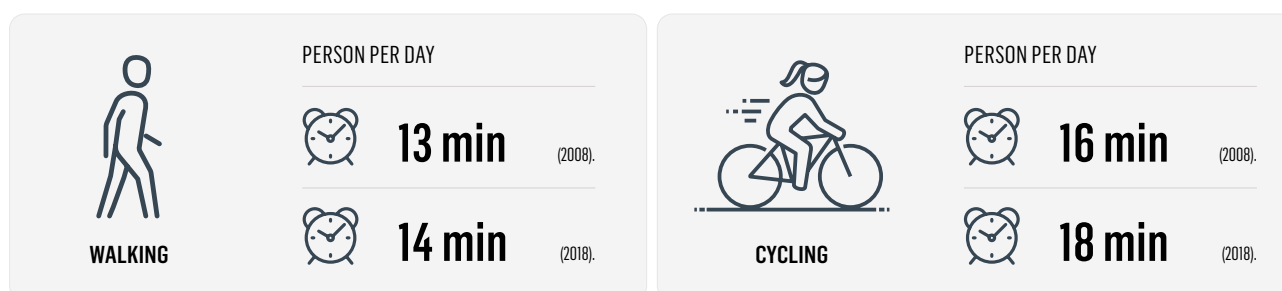 PERSON PER DAY
13 min (2008).
14 min (2018).
WALKING
PERSON PER DAY
16 min (2008).
18 min (2018).
CYCLING